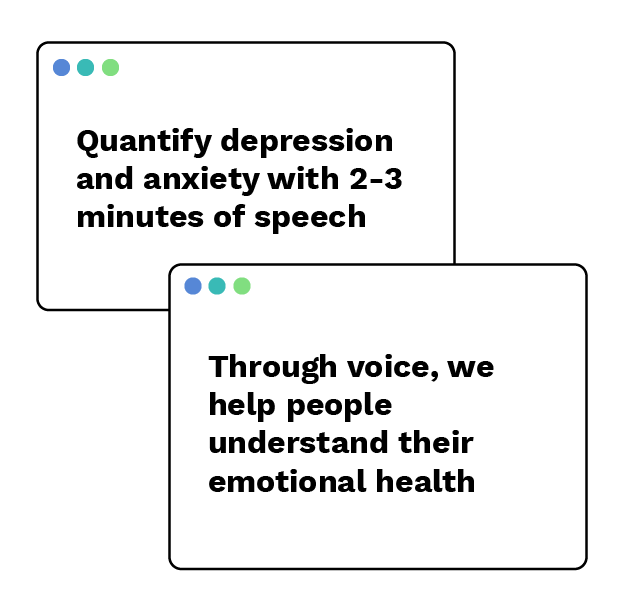 Quantify depression
and anxiety with 2-3
minutes of speech
Through voice, we
help people
understand their
emotional health